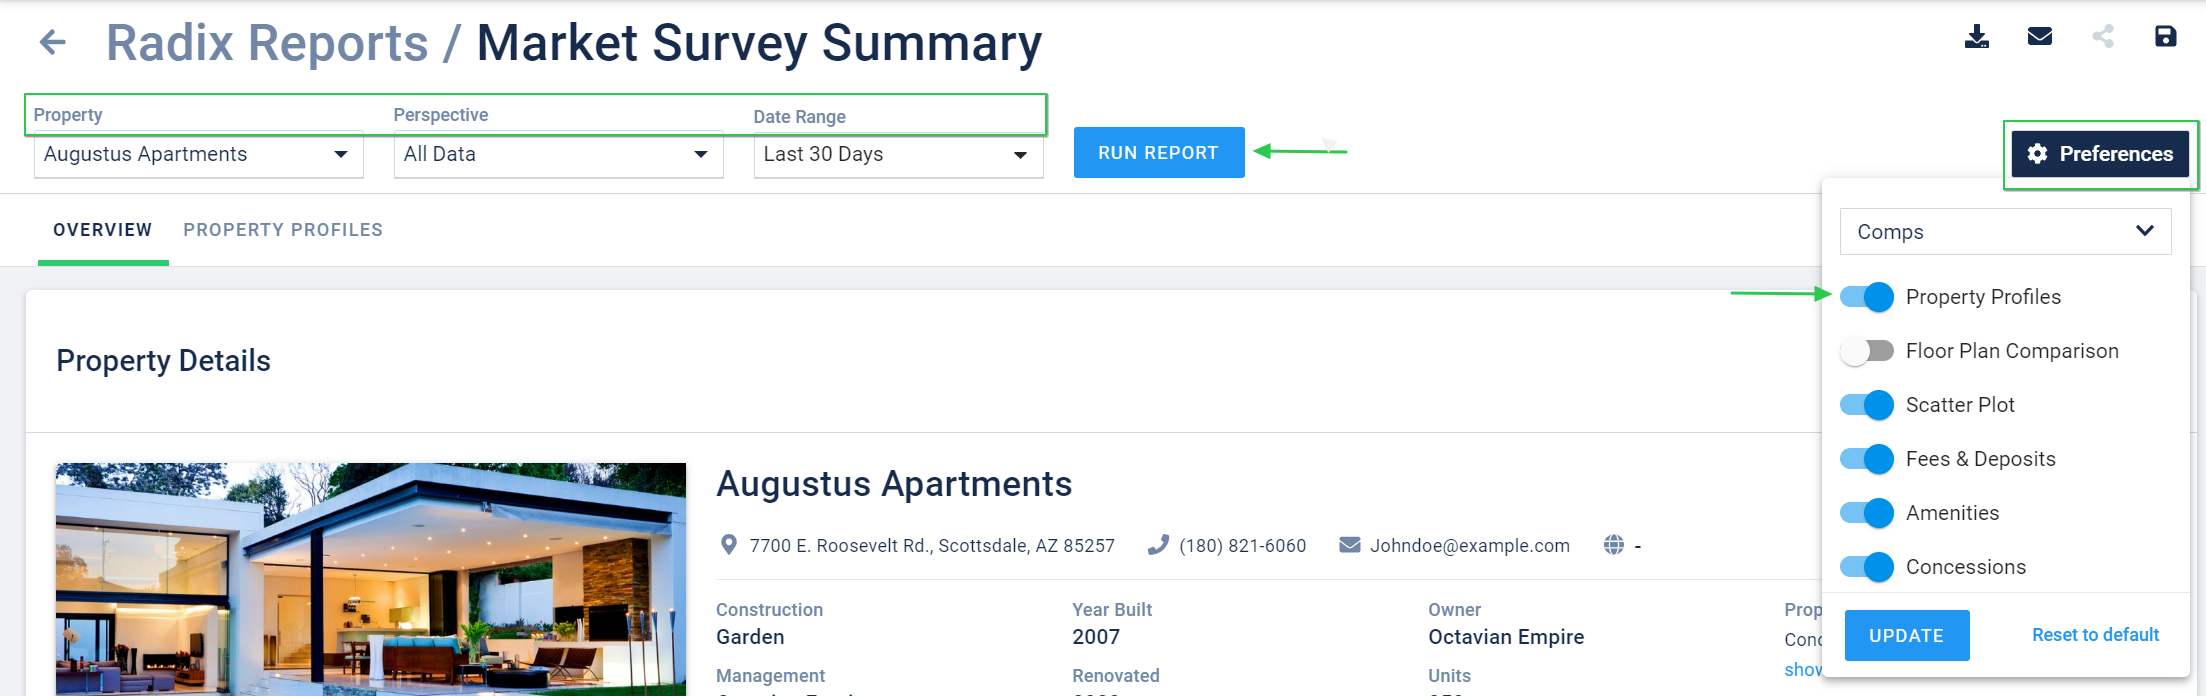 Radix Reports / Market Survey Summary
Property Perspective Date Range
Augustus Apartments All Data Last 30 Days RUN REPORT Preferences
OVERVIEW PROPERTY PROFILES
Comps
Property Profiles
Floor Plan Comparison
Scatter Plot
Fees & Deposits
Amenities
Concessions
UPDATE Reset to default
Property Details
Augustus Apartments
7700 E. Roosevelt Rd., Scottsdale, AZ 85257 (180) 821-6060 Johndoe@example.com -
Construction Year Built Owner
Garden 2007 Octavian Empire
Management Renovated Units